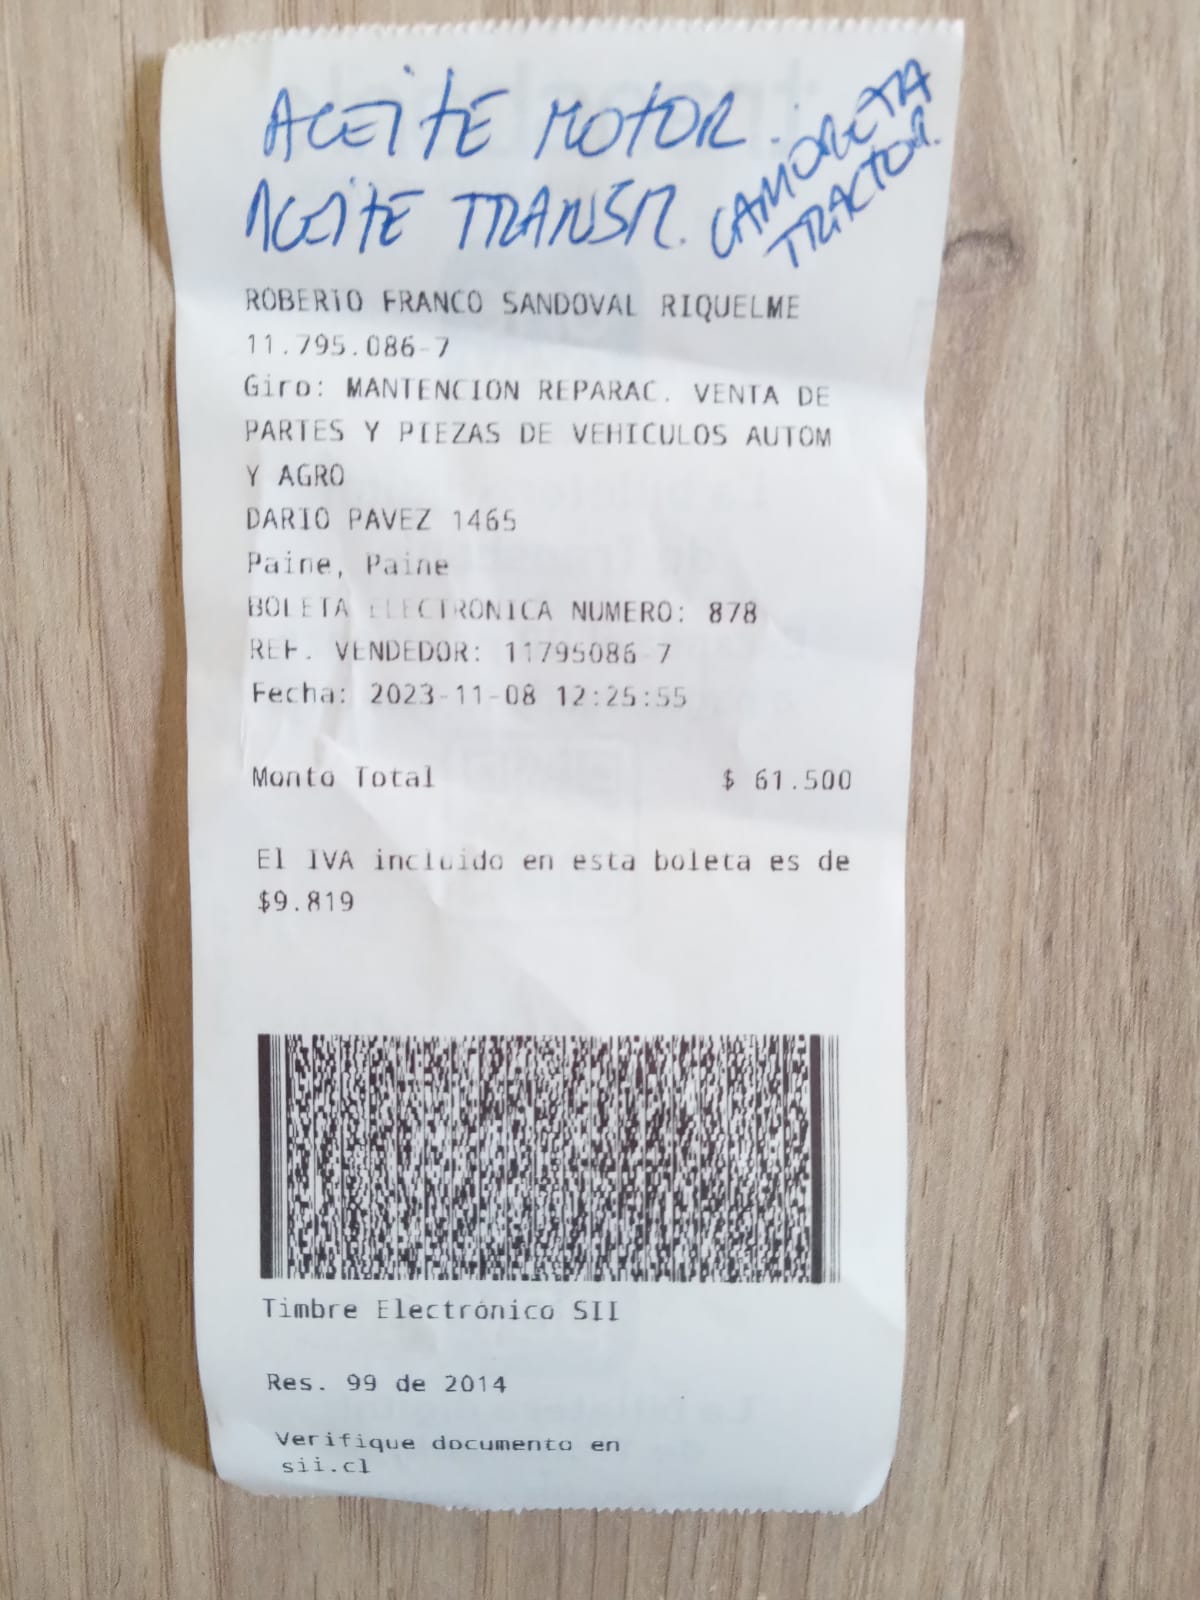 ACEITE MOTOR.
ACEITE TRANSM.
CAMIONETA
TRACTOR.
ROBERTO FRANCO SANDOVAL RIQUELME
11.795.086-7
Giro: MANTENCION REPARAC. VENTA DE
PARTES Y PIEZAS DE VEHICULOS AUTOM
Y AGRO
DARIO PAVEZ 1465
Paine, Paine
BOLETA ELECTRONICA NUMERO: 878
REF. VENDEDOR: 11795086-7
Fecha: 2023-11-08 12:25:55
Monto Total $ 61.500
El IVA incluido en esta boleta es de
$9.819
Timbre Electrónico SII
Res. 99 de 2014
Verifique documento en
sii.cl